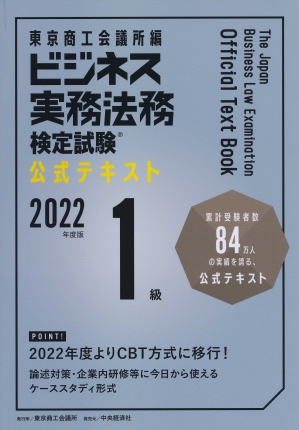 東京商工会議所編
ビジネス
実務法務
検定試験®
公式テキスト
2022
年度版
1
級
The Japan
Business Law Examination
Official Text Book
累計受験者数
84万人
の実績を誇る、
公式テキスト
POINT!
2022年度よりCBT方式に移行!
論述対策・企業内研修等に今日から使える
ケーススタディ形式
発行所/東京商工会議所 発売元/中央経済社